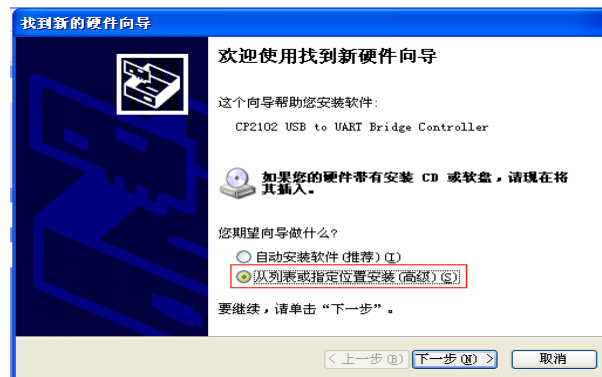 找到新的硬件向导
欢迎使用找到新硬件向导
这个向导帮助您安装软件:
CP2102 USB to UART Bridge Controller
如果您的硬件带有安装 CD 或软盘，请现在将
其插入。
您期望向导做什么?
自动安装软件(推荐)(I)
从列表或指定位置安装(高级)(S)
要继续，请单击“下一步”。
< 上一步(B) 下一步(N) > 取消